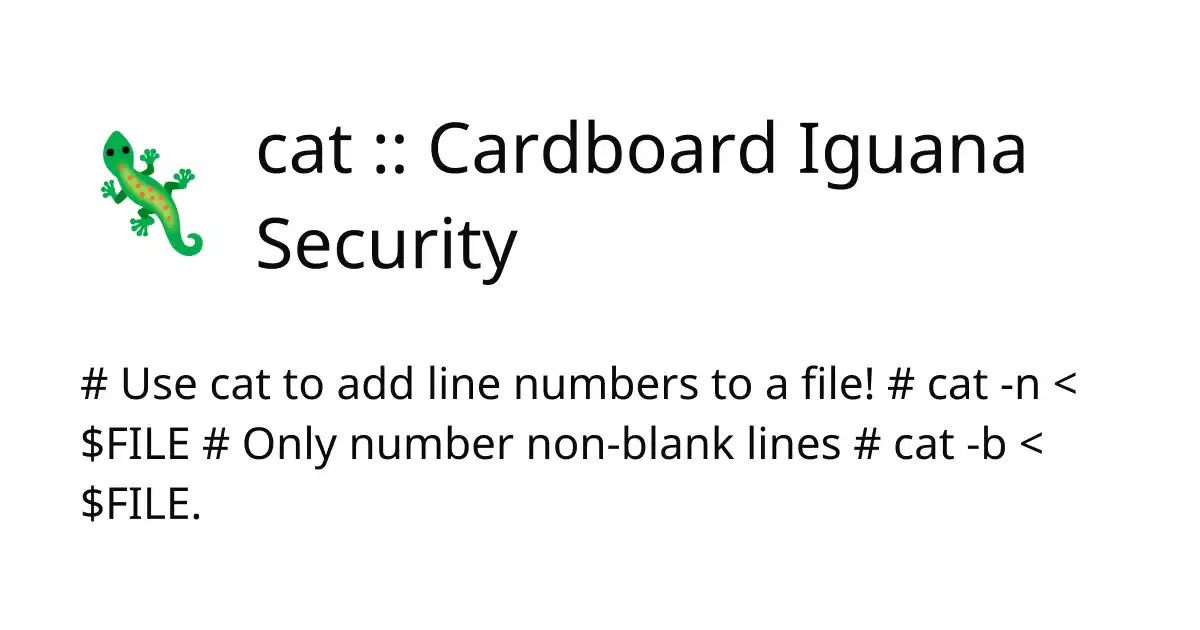 cat :: Cardboard Iguana
Security
# Use cat to add line numbers to a file! # cat -n <
$FILE # Only number non-blank lines # cat -b <
$FILE.